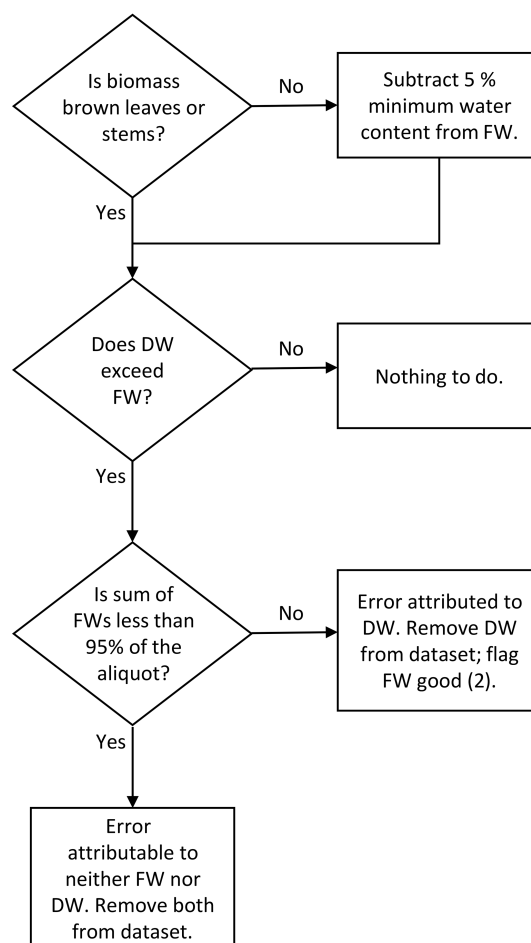 Is biomass
brown leaves or
stems?
No
Subtract 5 %
minimum water
content from FW.
Yes
Does DW
exceed
FW?
No
Nothing to do.
Yes
Is sum of
FWs less than
95% of the
aliquot?
No
Error attributed to
DW. Remove DW
from dataset; flag
FW good (2).
Yes
Error
attributable to
neither FW nor
DW. Remove both
from dataset.